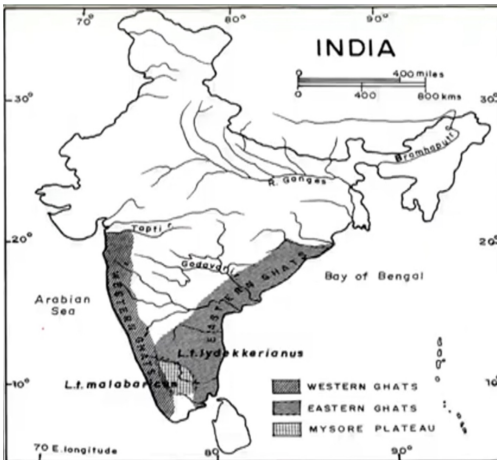 70° 80° 90°
INDIA
0 400 miles
0 400 800 kms
30° 30°
Bramhaputr
R. Ganges
Tapti r.
20° 20°
Godavari
WESTERN GHATS
EASTERN GHATS
Bay of Bengal
Arabian
Sea
L.t. lydekkerianus
L.t. malabaricus
10° 10°
WESTERN GHATS
EASTERN GHATS
MYSORE PLATEAU
70 E. longitude 80 90°